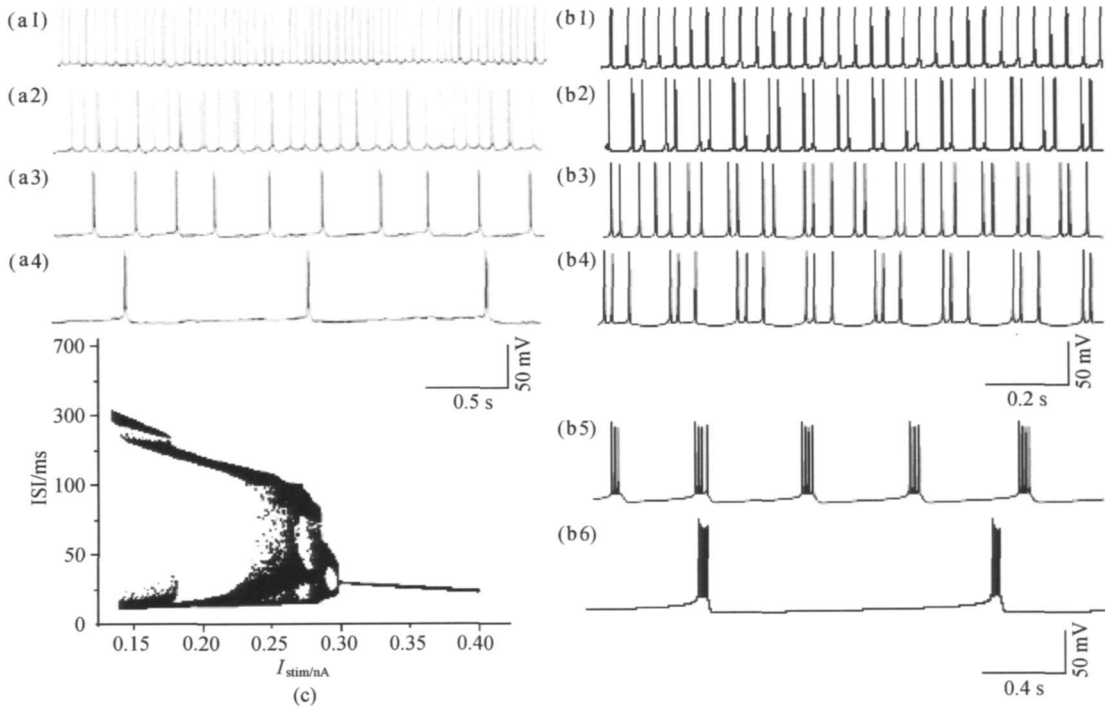 (a1)
(a2)
(a3)
(a4)
0.5 s
50 mV
(b1)
(b2)
(b3)
(b4)
0.2 s
50 mV
(b5)
(b6)
0.4 s
50 mV
ISI/ms
700
300
100
50
0
0.15 0.20 0.25 0.30 0.35 0.40
I stim/nA
(c)